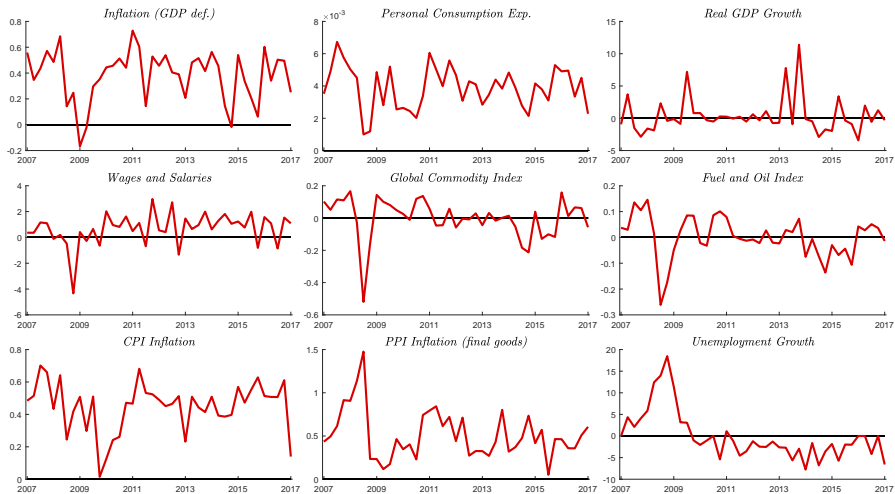 Inflation (GDP def.)
0.8
0.6
0.4
0.2
0
-0.2
2007 2009 2011 2013 2015 2017
Personal Consumption Exp.
×10⁻³
8
6
4
2
0
2007 2009 2011 2013 2015 2017
Real GDP Growth
15
10
5
0
-5
2007 2009 2011 2013 2015 2017
Wages and Salaries
4
2
0
-2
-4
-6
2007 2009 2011 2013 2015 2017
Global Commodity Index
0.2
0
-0.2
-0.4
-0.6
2007 2009 2011 2013 2015 2017
Fuel and Oil Index
0.2
0.1
0
-0.1
-0.2
-0.3
2007 2009 2011 2013 2015 2017
CPI Inflation
0.8
0.6
0.4
0.2
0
2007 2009 2011 2013 2015 2017
PPI Inflation (final goods)
1.5
1
0.5
0
2007 2009 2011 2013 2015 2017
Unemployment Growth
20
15
10
5
0
-5
-10
2007 2009 2011 2013 2015 2017